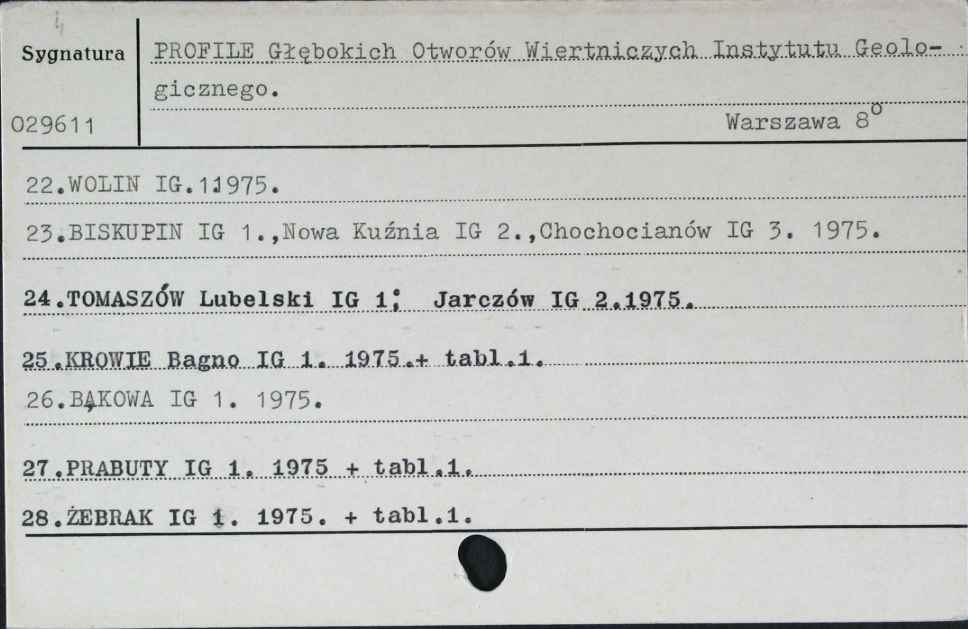 Sygnatura
PROFILE Głębokich Otworów Wiertniczych Instytutu Geolo-
gicznego.
029611
Warszawa 8°
22.WOLIN IG.1.1975.
23.BISKUPIN IG 1.,Nowa Kuźnia IG 2.,Chochocianów IG 3. 1975.
24.TOMASZÓW Lubelski IG 1; Jarczów IG 2.1975.
25.KROWIE Bagno IG 1. 1975.+ tabl.1.
26.BĄKOWA IG 1. 1975.
27.PRABUTY IG 1. 1975 + tabl.1.
28.ŻEBRAK IG 1. 1975. + tabl.1.